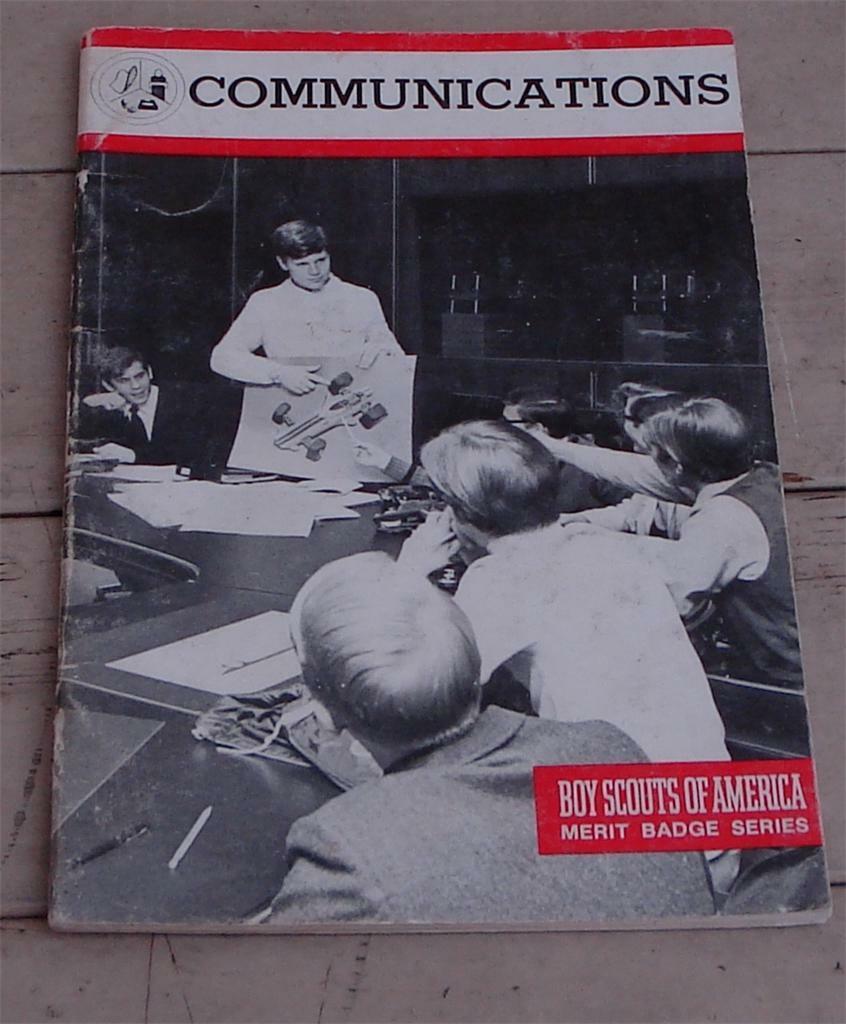 COMMUNICATIONS
BOY SCOUTS OF AMERICA
MERIT BADGE SERIES